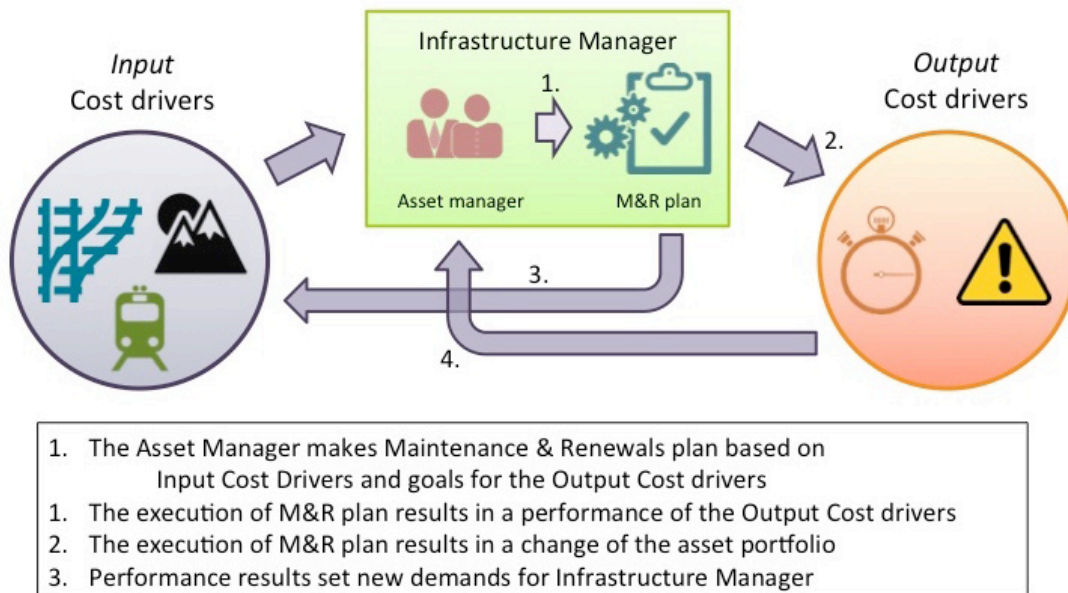 Infrastructure Manager
Input
Cost drivers
Output
Cost drivers
1.
2.
Asset manager
M&R plan
3.
4.
1. The Asset Manager makes Maintenance & Renewals plan based on
Input Cost Drivers and goals for the Output Cost drivers
1. The execution of M&R plan results in a performance of the Output Cost drivers
2. The execution of M&R plan results in a change of the asset portfolio
3. Performance results set new demands for Infrastructure Manager